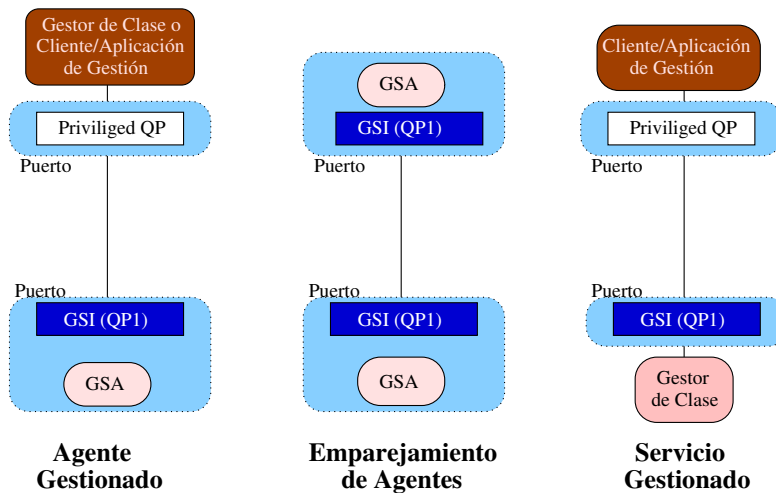 Gestor de Clase o
Cliente/Aplicación
de Gestión
Priviliged QP
Puerto
Puerto
GSI (QP1)
GSA
Agente
Gestionado
GSA
GSI (QP1)
Puerto
Puerto
GSI (QP1)
GSA
Emparejamiento
de Agentes
Cliente/Aplicación
de Gestión
Priviliged QP
Puerto
Puerto
GSI (QP1)
Gestor
de Clase
Servicio
Gestionado